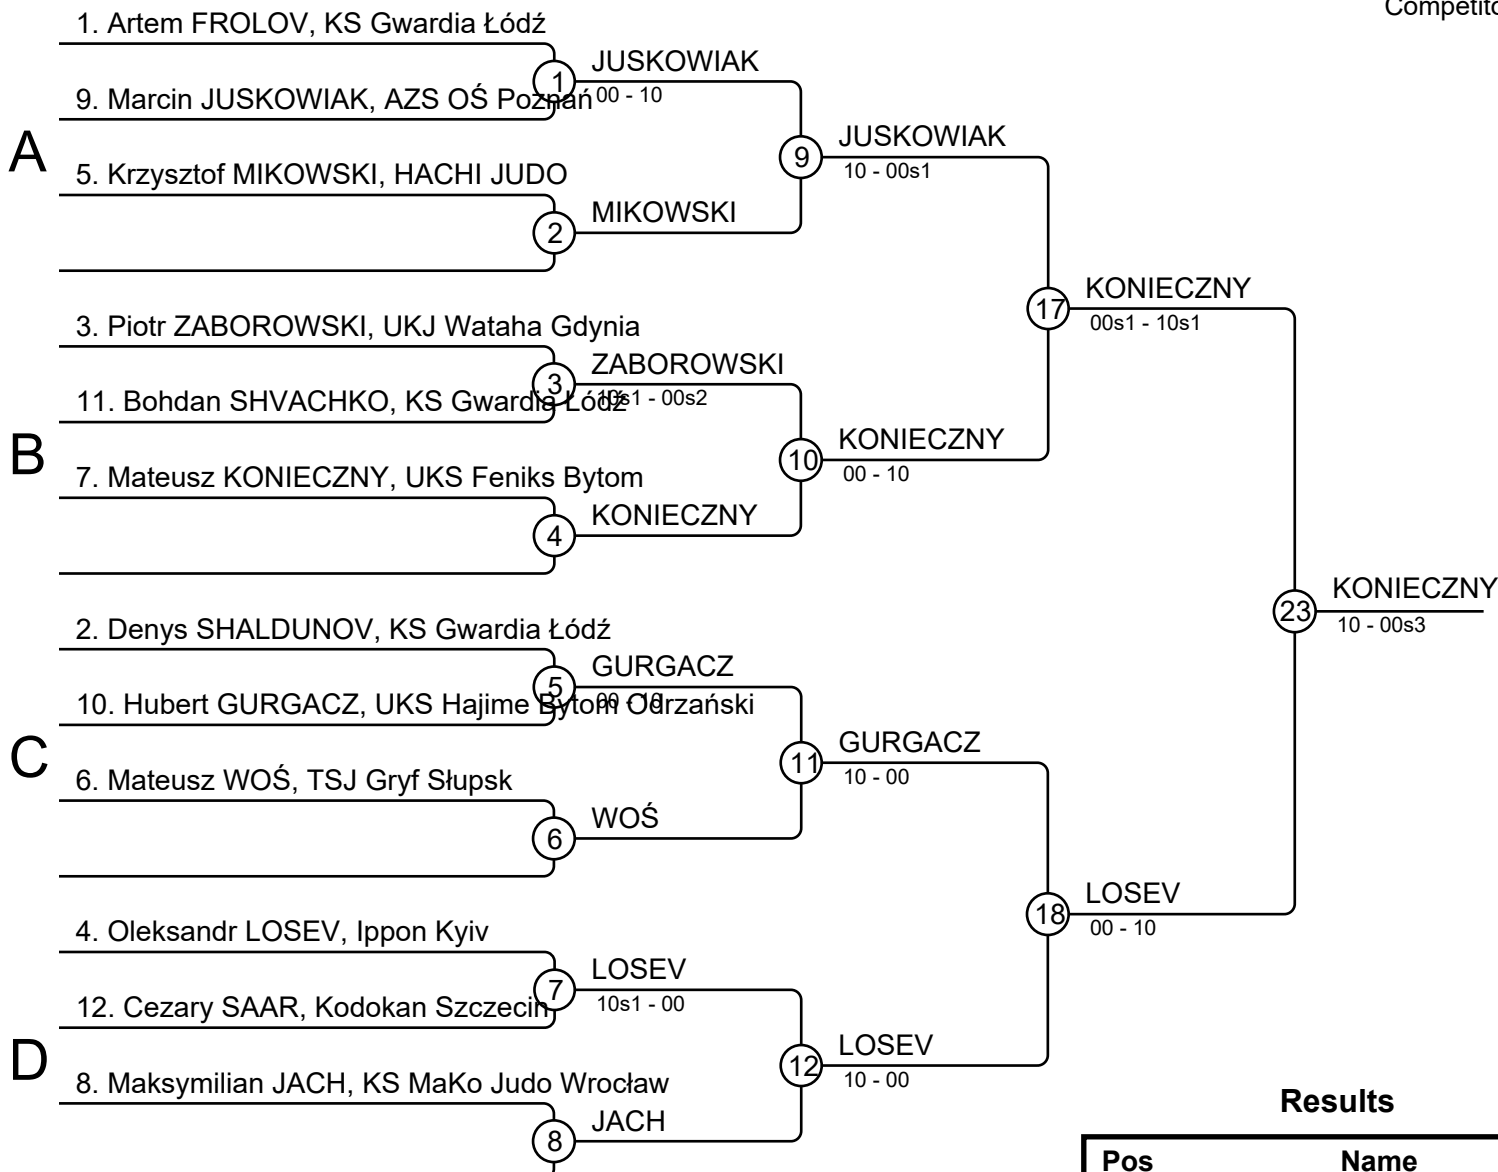 Competito
1. Artem FROLOV, KS Gwardia Łódź
JUSKOWIAK
1
00 - 10
9. Marcin JUSKOWIAK, AZS OŚ Poznań
A
JUSKOWIAK
9
10 - 00s1
5. Krzysztof MIKOWSKI, HACHI JUDO
MIKOWSKI
2
KONIECZNY
17
00s1 - 10s1
3. Piotr ZABOROWSKI, UKJ Wataha Gdynia
ZABOROWSKI
3
10s1 - 00s2
11. Bohdan SHVACHKO, KS Gwardia Łódź
B
KONIECZNY
10
00 - 10
7. Mateusz KONIECZNY, UKS Feniks Bytom
KONIECZNY
4
KONIECZNY
23
10 - 00s3
2. Denys SHALDUNOV, KS Gwardia Łódź
GURGACZ
5
00 - 10
10. Hubert GURGACZ, UKS Hajime Bytom Odrzański
C
GURGACZ
11
10 - 00
6. Mateusz WOŚ, TSJ Gryf Słupsk
WOŚ
6
LOSEV
18
00 - 10
4. Oleksandr LOSEV, Ippon Kyiv
LOSEV
7
10s1 - 00
12. Cezary SAAR, Kodokan Szczecin
D
LOSEV
12
10 - 00
8. Maksymilian JACH, KS MaKo Judo Wrocław
JACH
8
Results
Pos Name